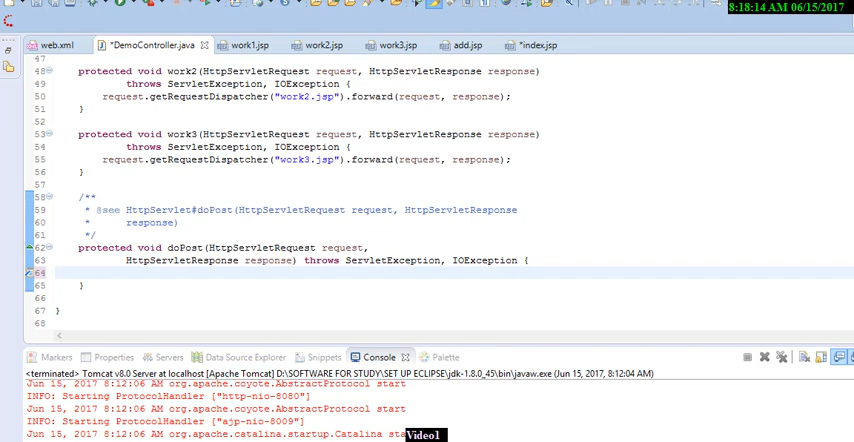 8:18:14 AM 06/15/2017
web.xml *DemoController.java work1.jsp work2.jsp work3.jsp add.jsp *index.jsp
47
48 protected void work2(HttpServletRequest request, HttpServletResponse response)
49 throws ServletException, IOException {
50 request.getRequestDispatcher("work2.jsp").forward(request, response);
51 }
52
53 protected void work3(HttpServletRequest request, HttpServletResponse response)
54 throws ServletException, IOException {
55 request.getRequestDispatcher("work3.jsp").forward(request, response);
56 }
57
58 /**
59 * @see HttpServlet#doPost(HttpServletRequest request, HttpServletResponse
60 * response)
61 */
62 protected void doPost(HttpServletRequest request,
63 HttpServletResponse response) throws ServletException, IOException {
64
65 }
66
67 }
68
Markers Properties Servers Data Source Explorer Snippets Console Palette
<terminated> Tomcat v8.0 Server at localhost [Apache Tomcat] D:\SOFTWARE FOR STUDY\SET UP ECLIPSE\jdk-1.8.0_45\bin\javaw.exe (Jun 15, 2017, 8:12:04 AM)
Jun 15, 2017 8:12:06 AM org.apache.coyote.AbstractProtocol start
INFO: Starting ProtocolHandler ["http-nio-8080"]
Jun 15, 2017 8:12:06 AM org.apache.coyote.AbstractProtocol start
INFO: Starting ProtocolHandler ["ajp-nio-8009"]
Jun 15, 2017 8:12:06 AM org.apache.catalina.startup.Catalina sta
Video1